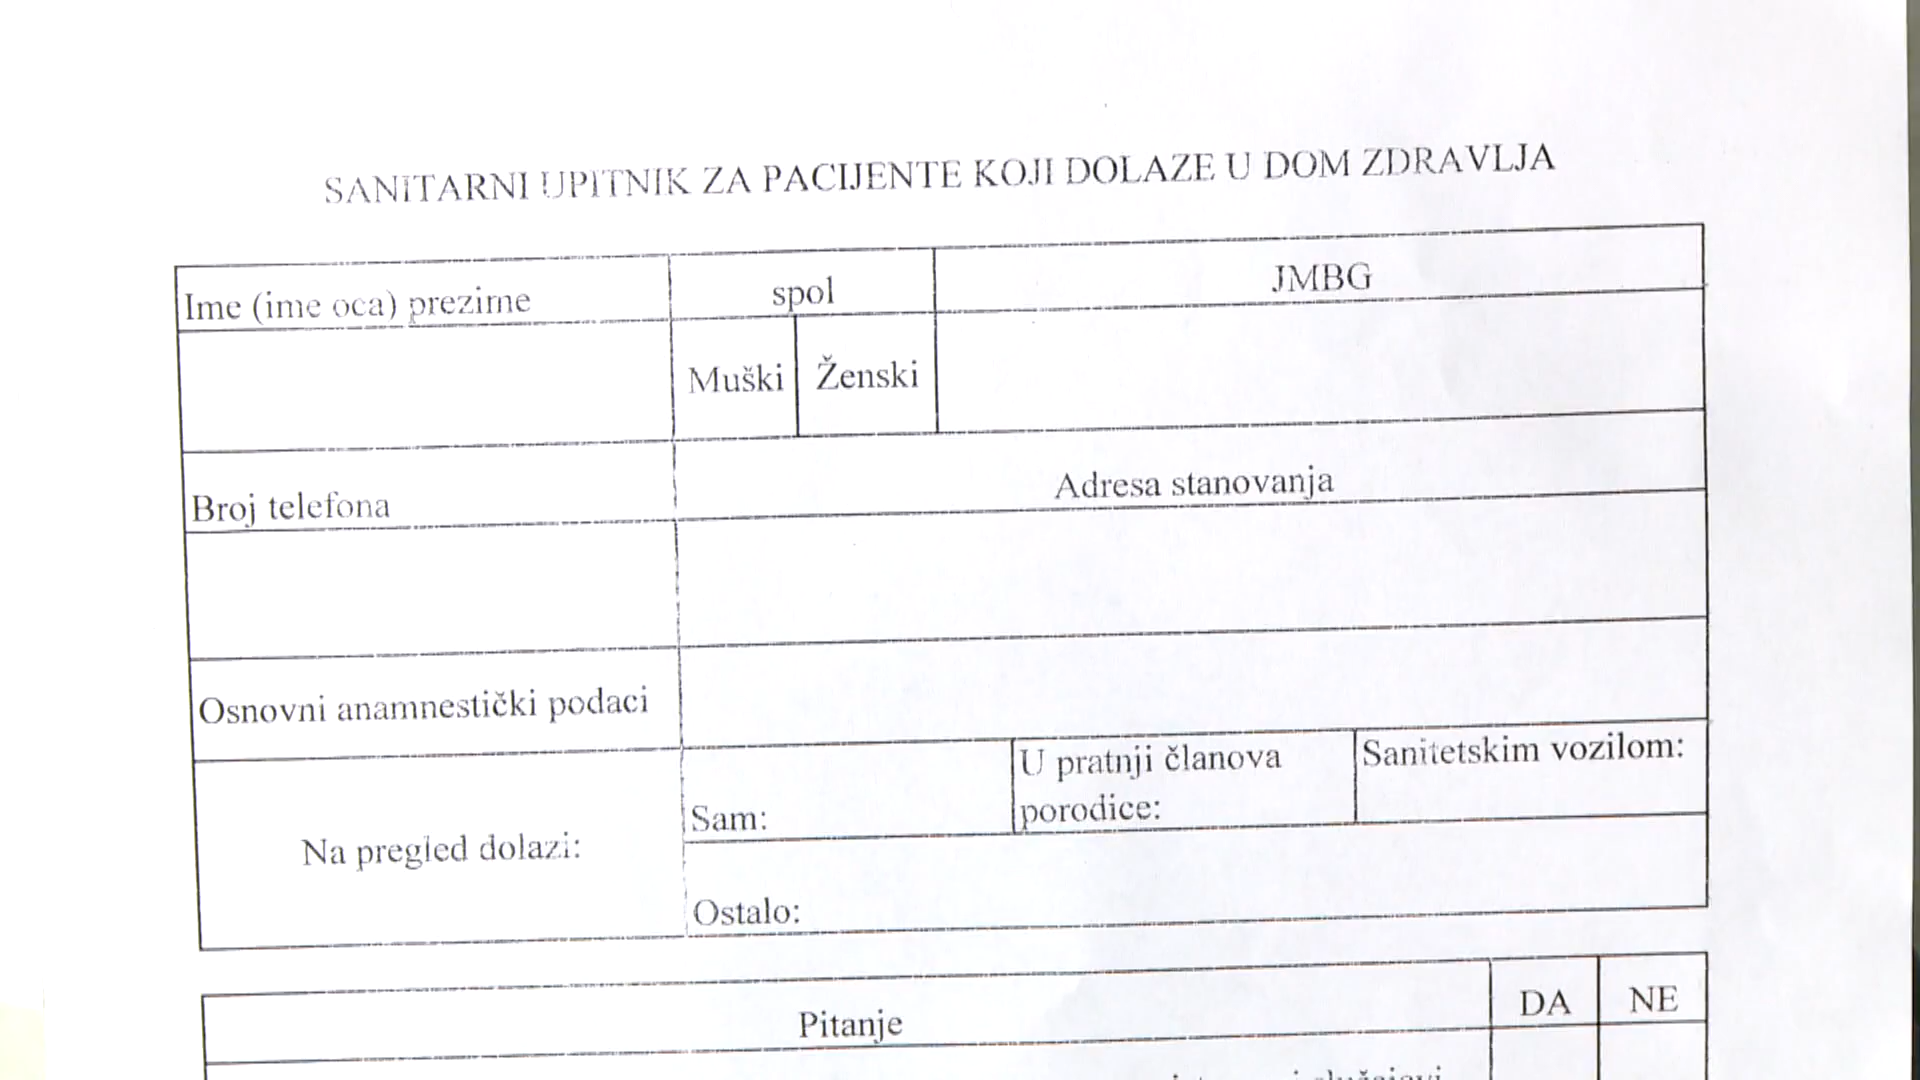 SANITARNI UPITNIK ZA PACIJENTE KOJI DOLAZE U DOM ZDRAVLJA
Ime (ime oca) prezime
spol
JMBG
Muški
Ženski
Broj telefona
Adresa stanovanja
Osnovni anamnestički podaci
Na pregled dolazi:
Sam:
U pratnji članova
porodice:
Sanitetskim vozilom:
Ostalo:
Pitanje
DA
NE